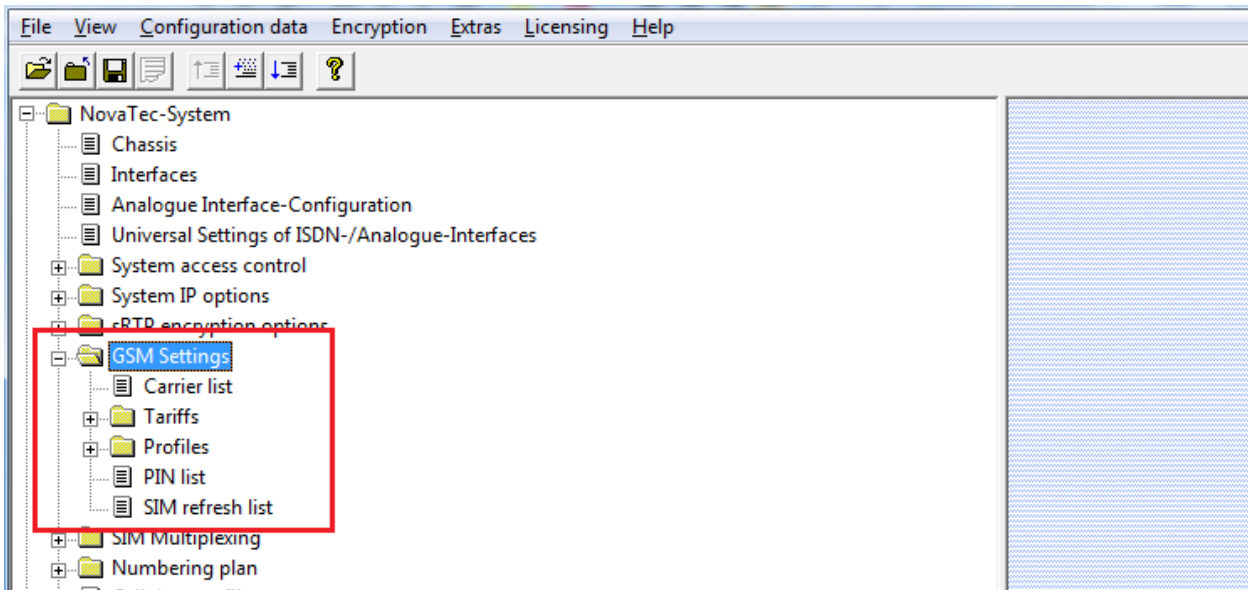 File View Configuration data Encryption Extras Licensing Help
NovaTec-System
Chassis
Interfaces
Analogue Interface-Configuration
Universal Settings of ISDN-/Analogue-Interfaces
System access control
System IP options
sRTP encryption options
GSM Settings
Carrier list
Tariffs
Profiles
PIN list
SIM refresh list
SIM Multiplexing
Numbering plan